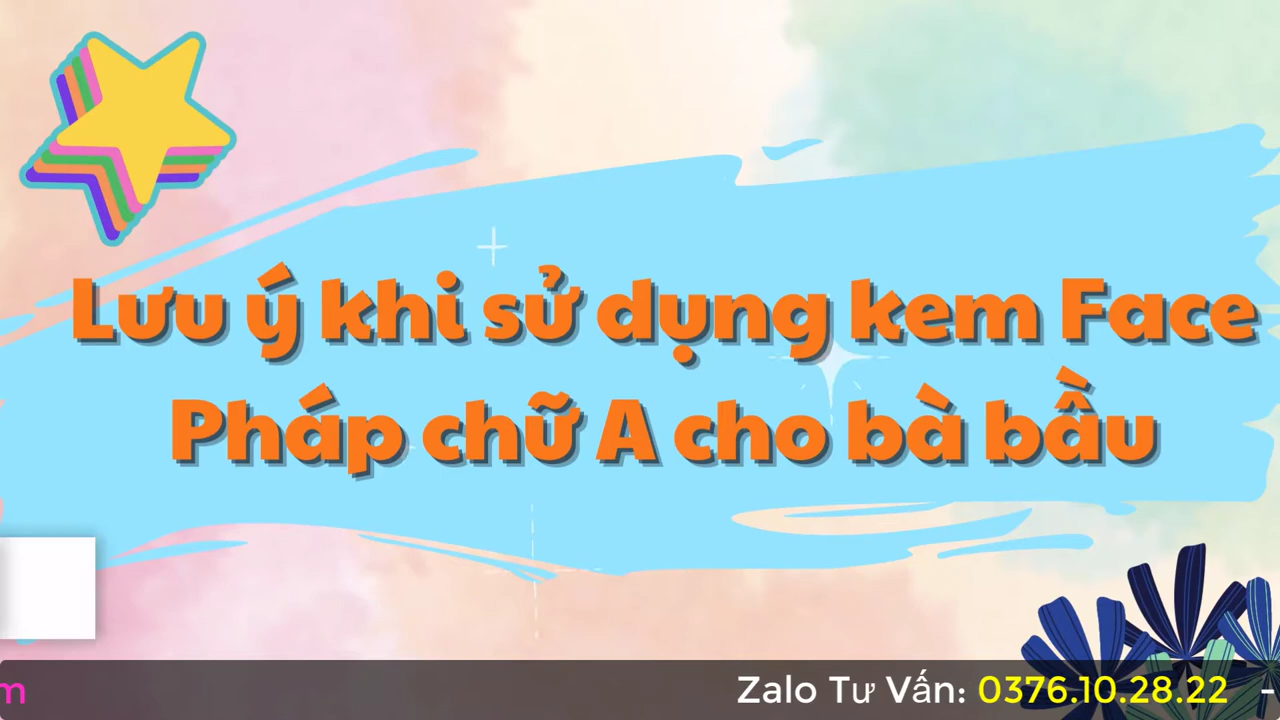 Lưu ý khi sử dụng kem Face
Pháp chữ A cho bà bầu
m Zalo Tư Vấn: 0376.10.28.22 -